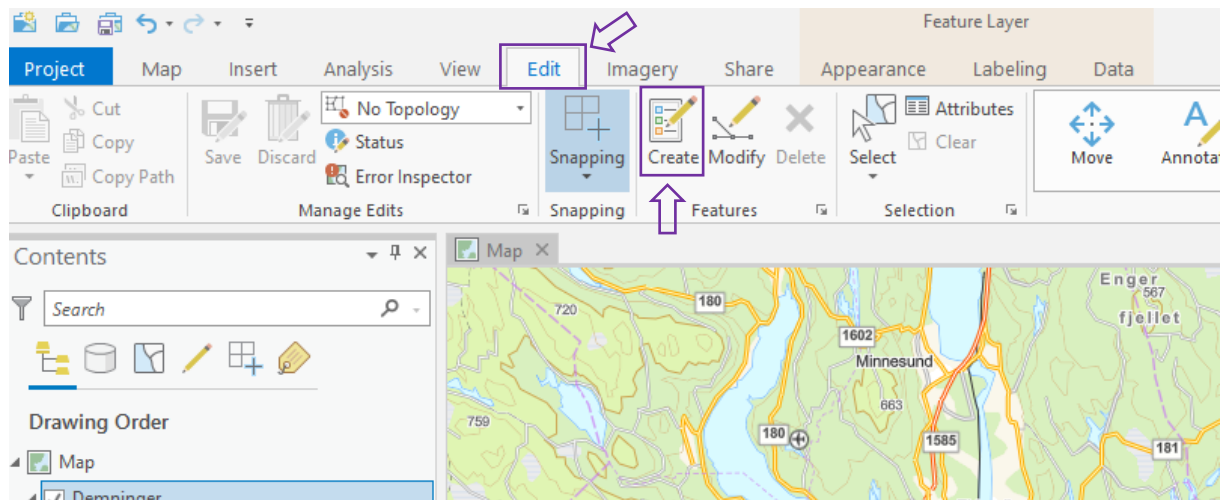 Feature Layer
Project Map Insert Analysis View Edit Imagery Share Appearance Labeling Data
Cut No Topology Attributes
Copy Status Clear
Paste Save Discard Snapping Create Modify Delete Select Move Annotat
Copy Path Error Inspector
Clipboard Manage Edits Snapping Features Selection
Contents Map
Search
Drawing Order
Map
Demninger
720 180 Enger
567
fjellet
1602
Minnesund
663
759
180 1585 181